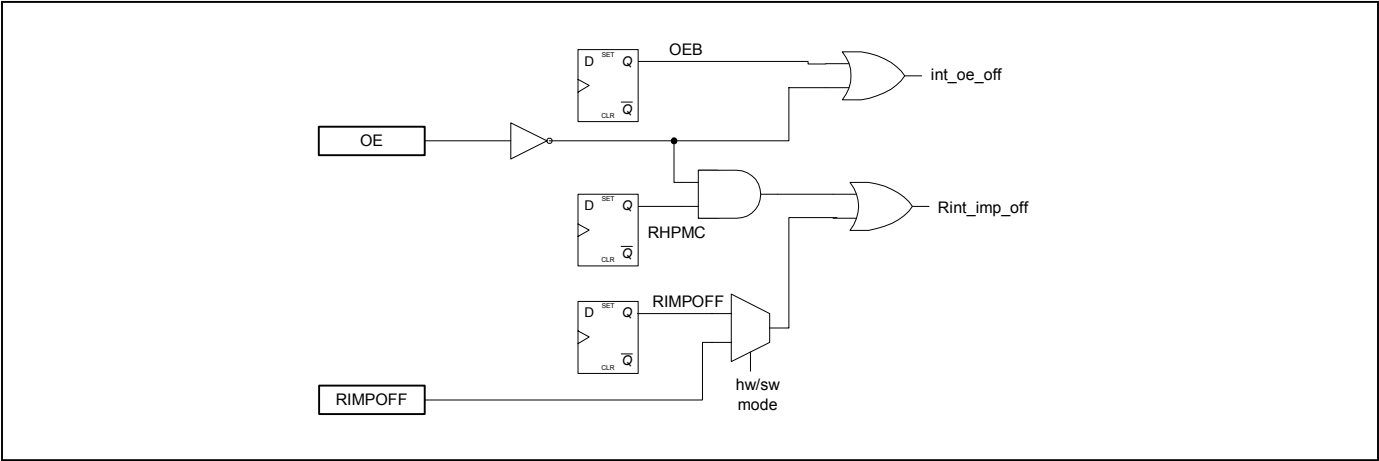 OEB
SET
D
Q
int_oe_off
Q
CLR
OE
SET
D
Q
Rint_imp_off
RHPMC
Q
CLR
RIMPOFF
SET
D
Q
Q
CLR
hw/sw
mode
RIMPOFF